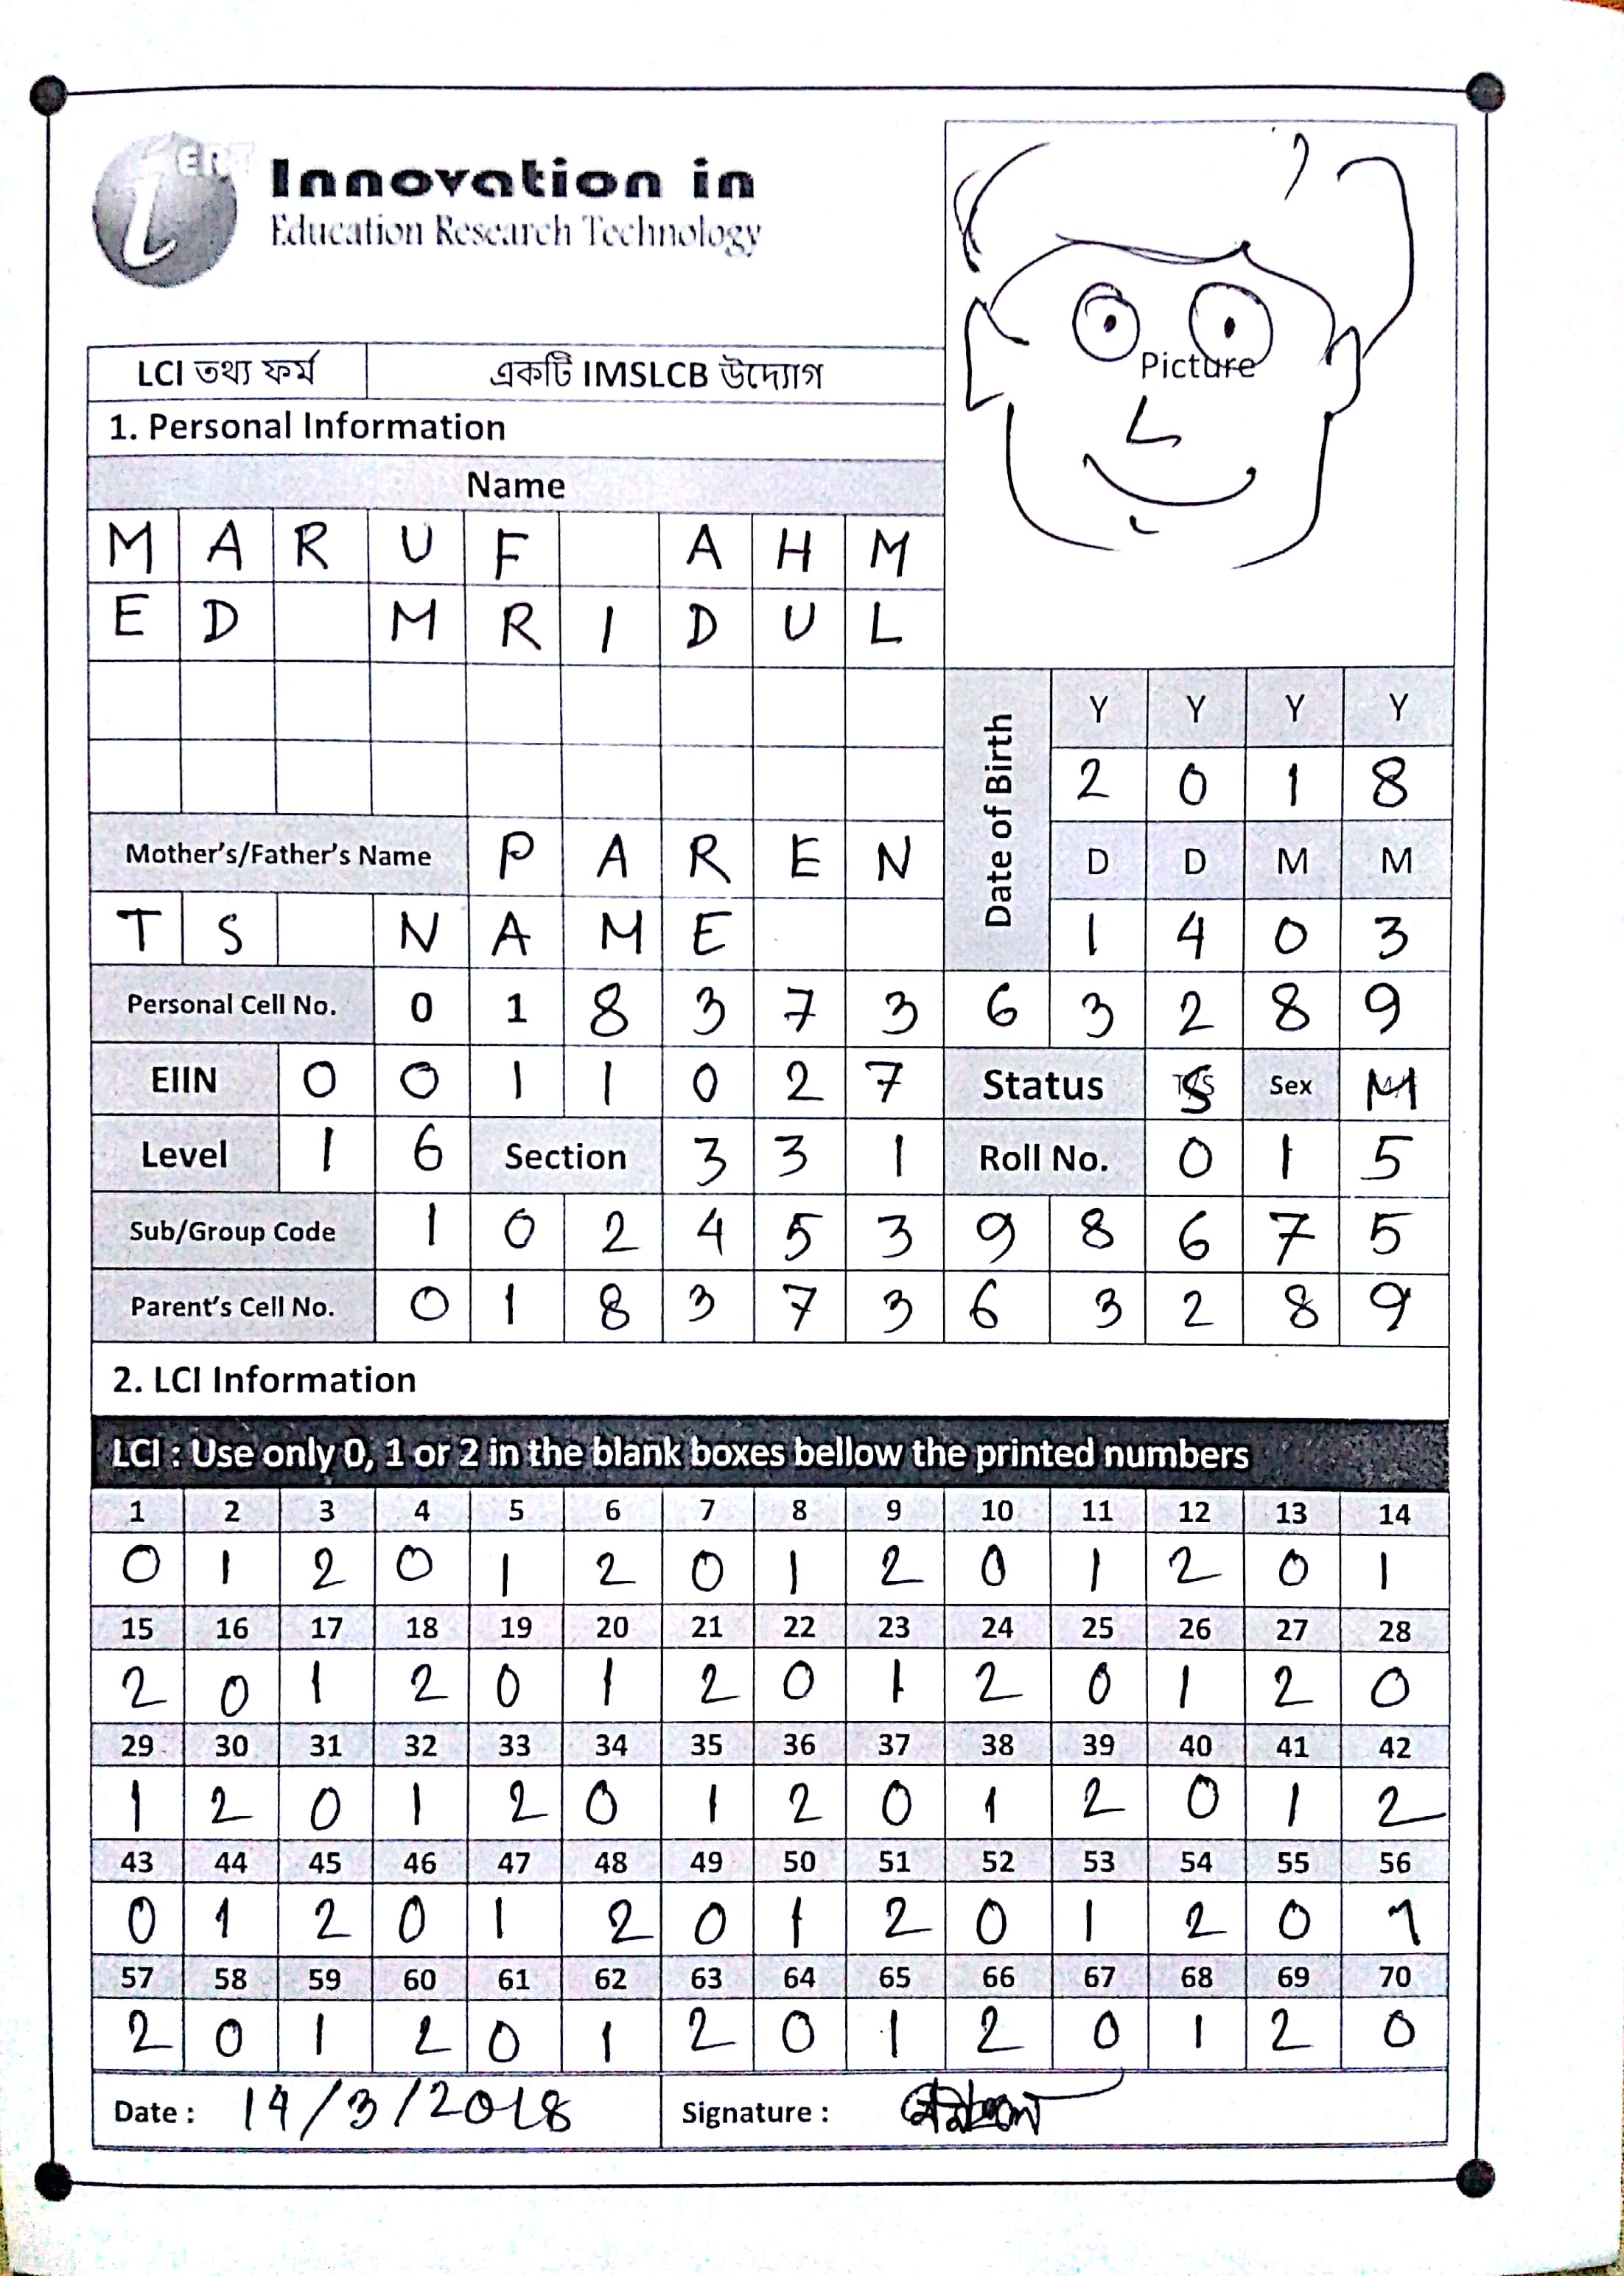 iERT
Innovation in
Education Research Technology
Picture
LCI তথ্য ফর্ম একটি IMSLCB উদ্যোগ
1. Personal Information
Name
M A R U F A H M
E D M R I D U L
Date of Birth
Y Y Y Y
2 0 1 8
D D M M
1 4 0 3
Mother's/Father's Name P A R E N
T S N A M E
Personal Cell No. 0 1 8 3 7 3 6 3 2 8 9
EIIN 0 0 1 1 0 2 7 Status S Sex M
Level 1 6 Section 3 3 1 Roll No. 0 1 5
Sub/Group Code 1 0 2 4 5 3 9 8 6 7 5
Parent's Cell No. 0 1 8 3 7 3 6 3 2 8 9
2. LCI Information
LCI : Use only 0, 1 or 2 in the blank boxes bellow the printed numbers
1 2 3 4 5 6 7 8 9 10 11 12 13 14
0 1 2 0 1 2 0 1 2 0 1 2 0 1
15 16 17 18 19 20 21 22 23 24 25 26 27 28
2 0 1 2 0 1 2 0 1 2 0 1 2 0
29 30 31 32 33 34 35 36 37 38 39 40 41 42
1 2 0 1 2 0 1 2 0 1 2 0 1 2
43 44 45 46 47 48 49 50 51 52 53 54 55 56
0 1 2 0 1 2 0 1 2 0 1 2 0 1
57 58 59 60 61 62 63 64 65 66 67 68 69 70
2 0 1 2 0 1 2 0 1 2 0 1 2 0
Date : 14/3/2018 Signature :